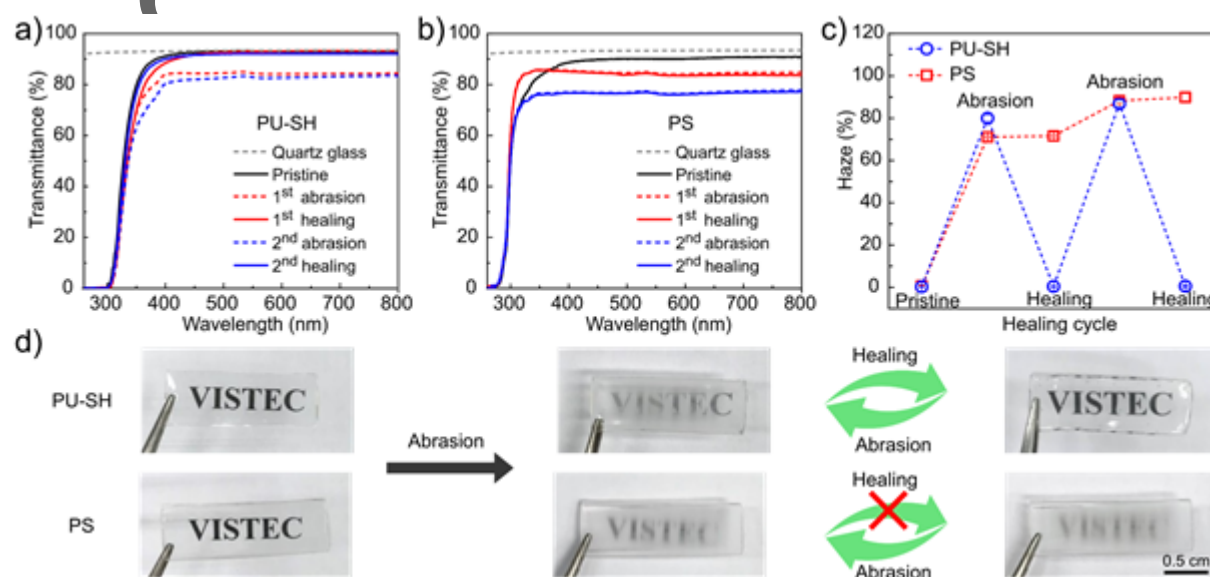 a)
100
80
60
40
20
0
Transmittance (%)
PU-SH
Quartz glass
Pristine
1st abrasion
1st healing
2nd abrasion
2nd healing
300 400 500 600 700 800
Wavelength (nm)
b)
100
80
60
40
20
0
Transmittance (%)
PS
Quartz glass
Pristine
1st abrasion
1st healing
2nd abrasion
2nd healing
300 400 500 600 700 800
Wavelength (nm)
c)
120
100
80
60
40
20
0
Haze (%)
PU-SH
PS
Abrasion
Abrasion
Pristine
Healing
Healing
Healing cycle
d)
PU-SH
VISTEC
Abrasion
VISTEC
Healing
Abrasion
VISTEC
PS
VISTEC
VISTEC
Healing
Abrasion
VISTEC
0.5 cm